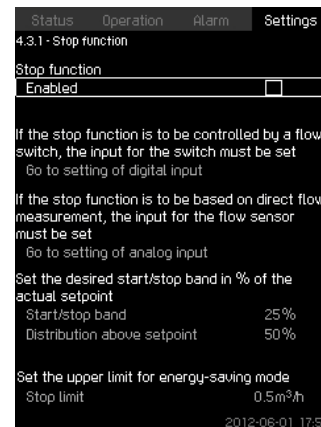 Status Operation Alarm Settings
4.3.1 - Stop function
Stop function
Enabled
If the stop function is to be controlled by a flow
switch, the input for the switch must be set
Go to setting of digital input
If the stop function is to be based on direct flow
measurement, the input for the flow sensor
must be set
Go to setting of analog input
Set the desired start/stop band in % of the
actual setpoint
Start/stop band 25%
Distribution above setpoint 50%
Set the upper limit for energy-saving mode
Stop limit 0.5m³/h
2012-06-01 17:5